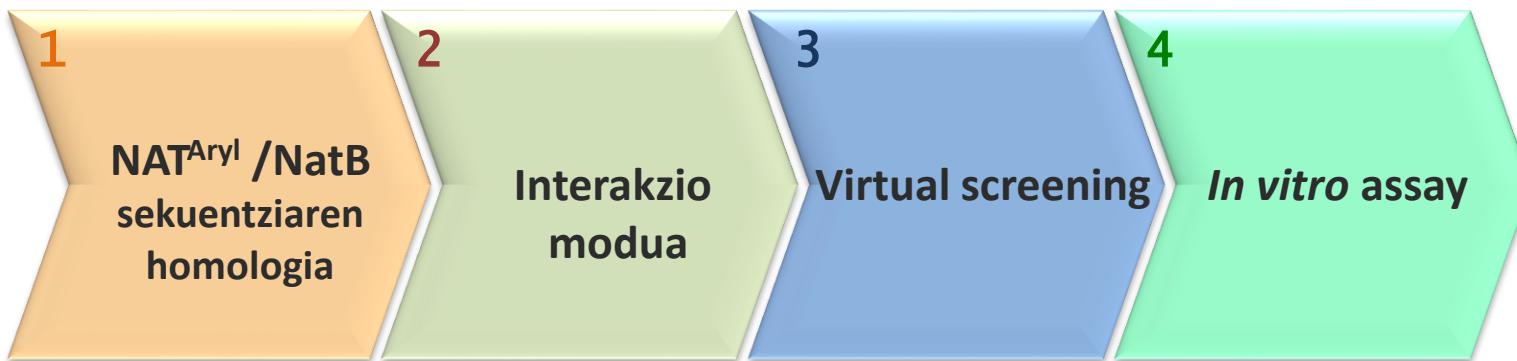 1
NATAryl /NatB
sekuentziaren
homologia
2
Interakzio
modua
3
Virtual screening
4
In vitro assay